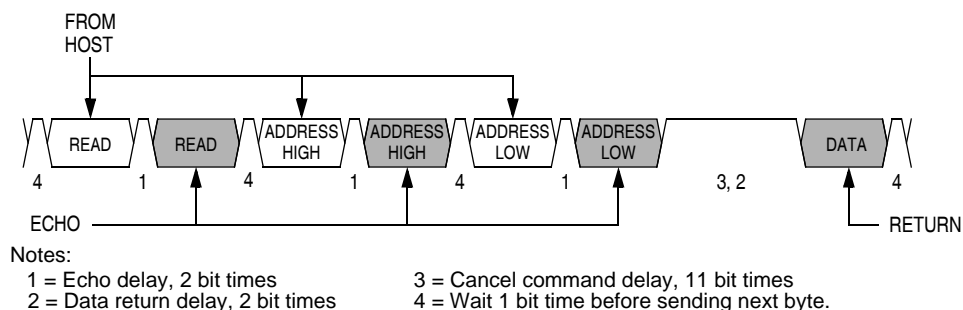 FROM
HOST
READ READ ADDRESS HIGH ADDRESS HIGH ADDRESS LOW ADDRESS LOW DATA
4 1 4 1 4 1 3, 2 4
ECHO RETURN
Notes:
1 = Echo delay, 2 bit times 3 = Cancel command delay, 11 bit times
2 = Data return delay, 2 bit times 4 = Wait 1 bit time before sending next byte.